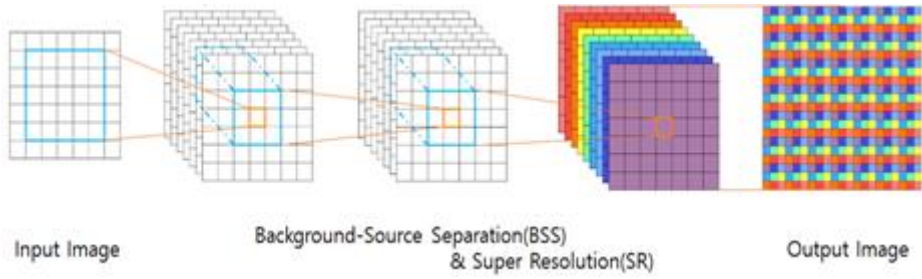 Input Image
Background-Source Separation(BSS)
& Super Resolution(SR)
Output Image